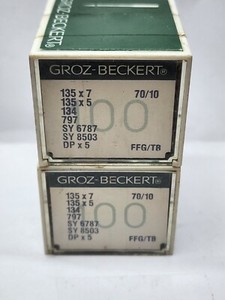 GROZ-BECKERT®
135 x 7 70/10
135 x 5
134
797
SY 6787
SY 8503
DP x 5 FFG/TB
100
GROZ-BECKERT®
135 x 7 70/10
135 x 5
134
797
SY 6787
SY 8503
DP x 5 FFG/TB
100